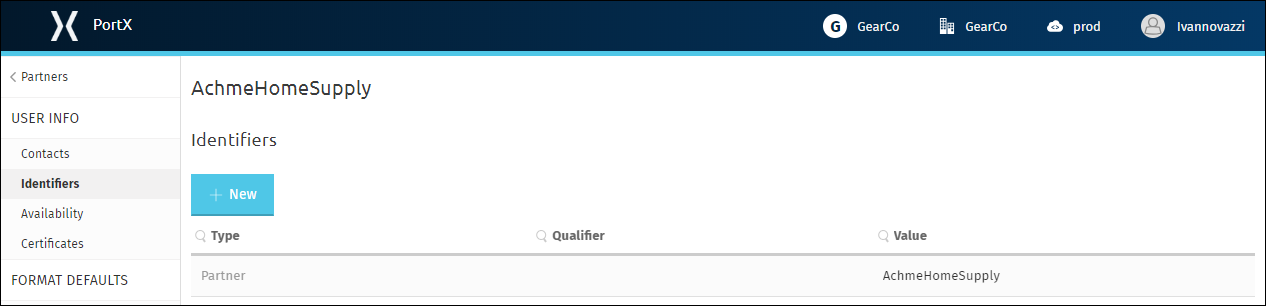 PortX
G GearCo GearCo prod Ivannovazzi
Partners
USER INFO
Contacts
Identifiers
Availability
Certificates
FORMAT DEFAULTS
AchmeHomeSupply
Identifiers
New
Type Qualifier Value
Partner AchmeHomeSupply